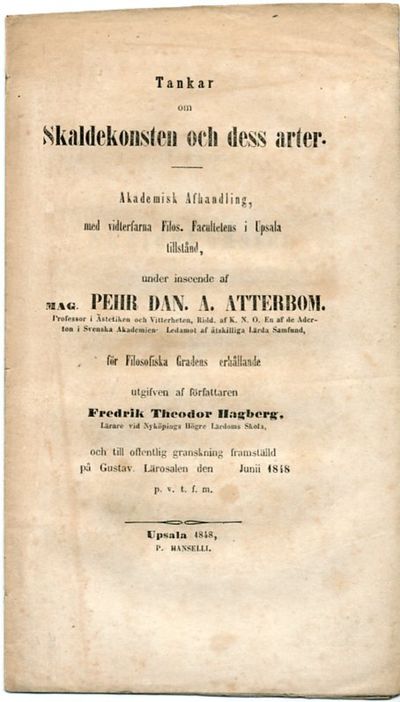 Tankar
om
Skaldekonsten och dess arter.
Akademisk Afhandling,
med vidterfarna Filos. Facultetens i Upsala
tillstånd,
under inseende af
MAG. PEHR DAN. A. ATTERBOM.
Professor i Ästetiken och Vitterheten, Ridd. af K. N. O. En af de Ader-
ton i Svenska Akademien. Ledamot af åtskilliga Lärda Samfund,
för Filosofiska Gradens erhållande
utgifven af författaren
Fredrik Theodor Hagberg,
Lärare vid Nyköpings Högre Lärdoms Skola,
och till offentlig granskning framställd
på Gustav. Lärosalen den Junii 1848
p. v. t. f. m.
Upsala 1848,
P. HANSELLI.